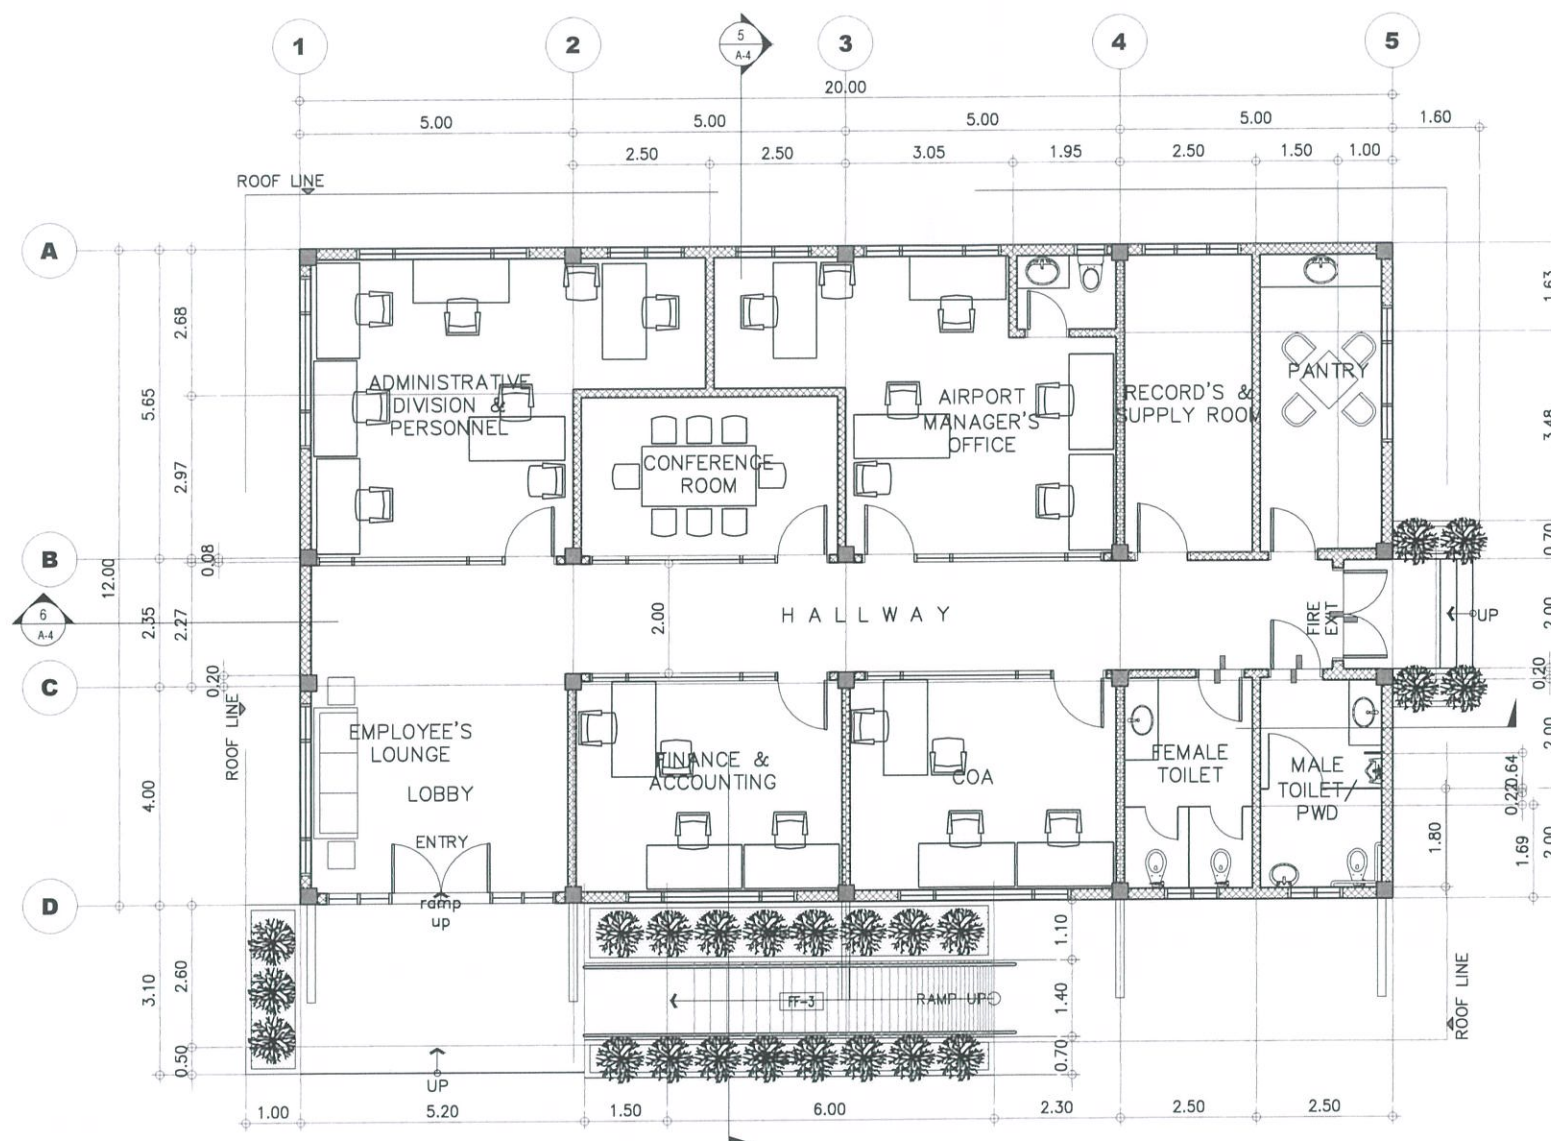 1
2
5
A-4
3
4
5
20.00
5.00
5.00
5.00
5.00
1.60
2.50
2.50
3.05
1.95
2.50
1.50
1.00
ROOF LINE
A
2.68
5.65
2.97
1.63
3.48
ADMINISTRATIVE
DIVISION &
PERSONNEL
CONFERENCE
ROOM
AIRPORT
MANAGER'S
OFFICE
RECORD'S &
SUPPLY ROOM
PANTRY
B
0.08
12.00
2.35
2.27
0.20
6
A-4
2.00
HALLWAY
FIRE
EXIT
UP
0.70
2.00
0.20
C
ROOF LINE
EMPLOYEE'S
LOUNGE
LOBBY
ENTRY
FINANCE &
ACCOUNTING
COA
FEMALE
TOILET
MALE
TOILET/
PWD
4.00
2.00
0.64
0.22
1.80
1.69
2.00
D
ramp
up
3.10
2.60
0.50
1.10
1.40
0.70
FF-3
RAMP UP
ROOF LINE
UP
1.00
5.20
1.50
6.00
2.30
2.50
2.50